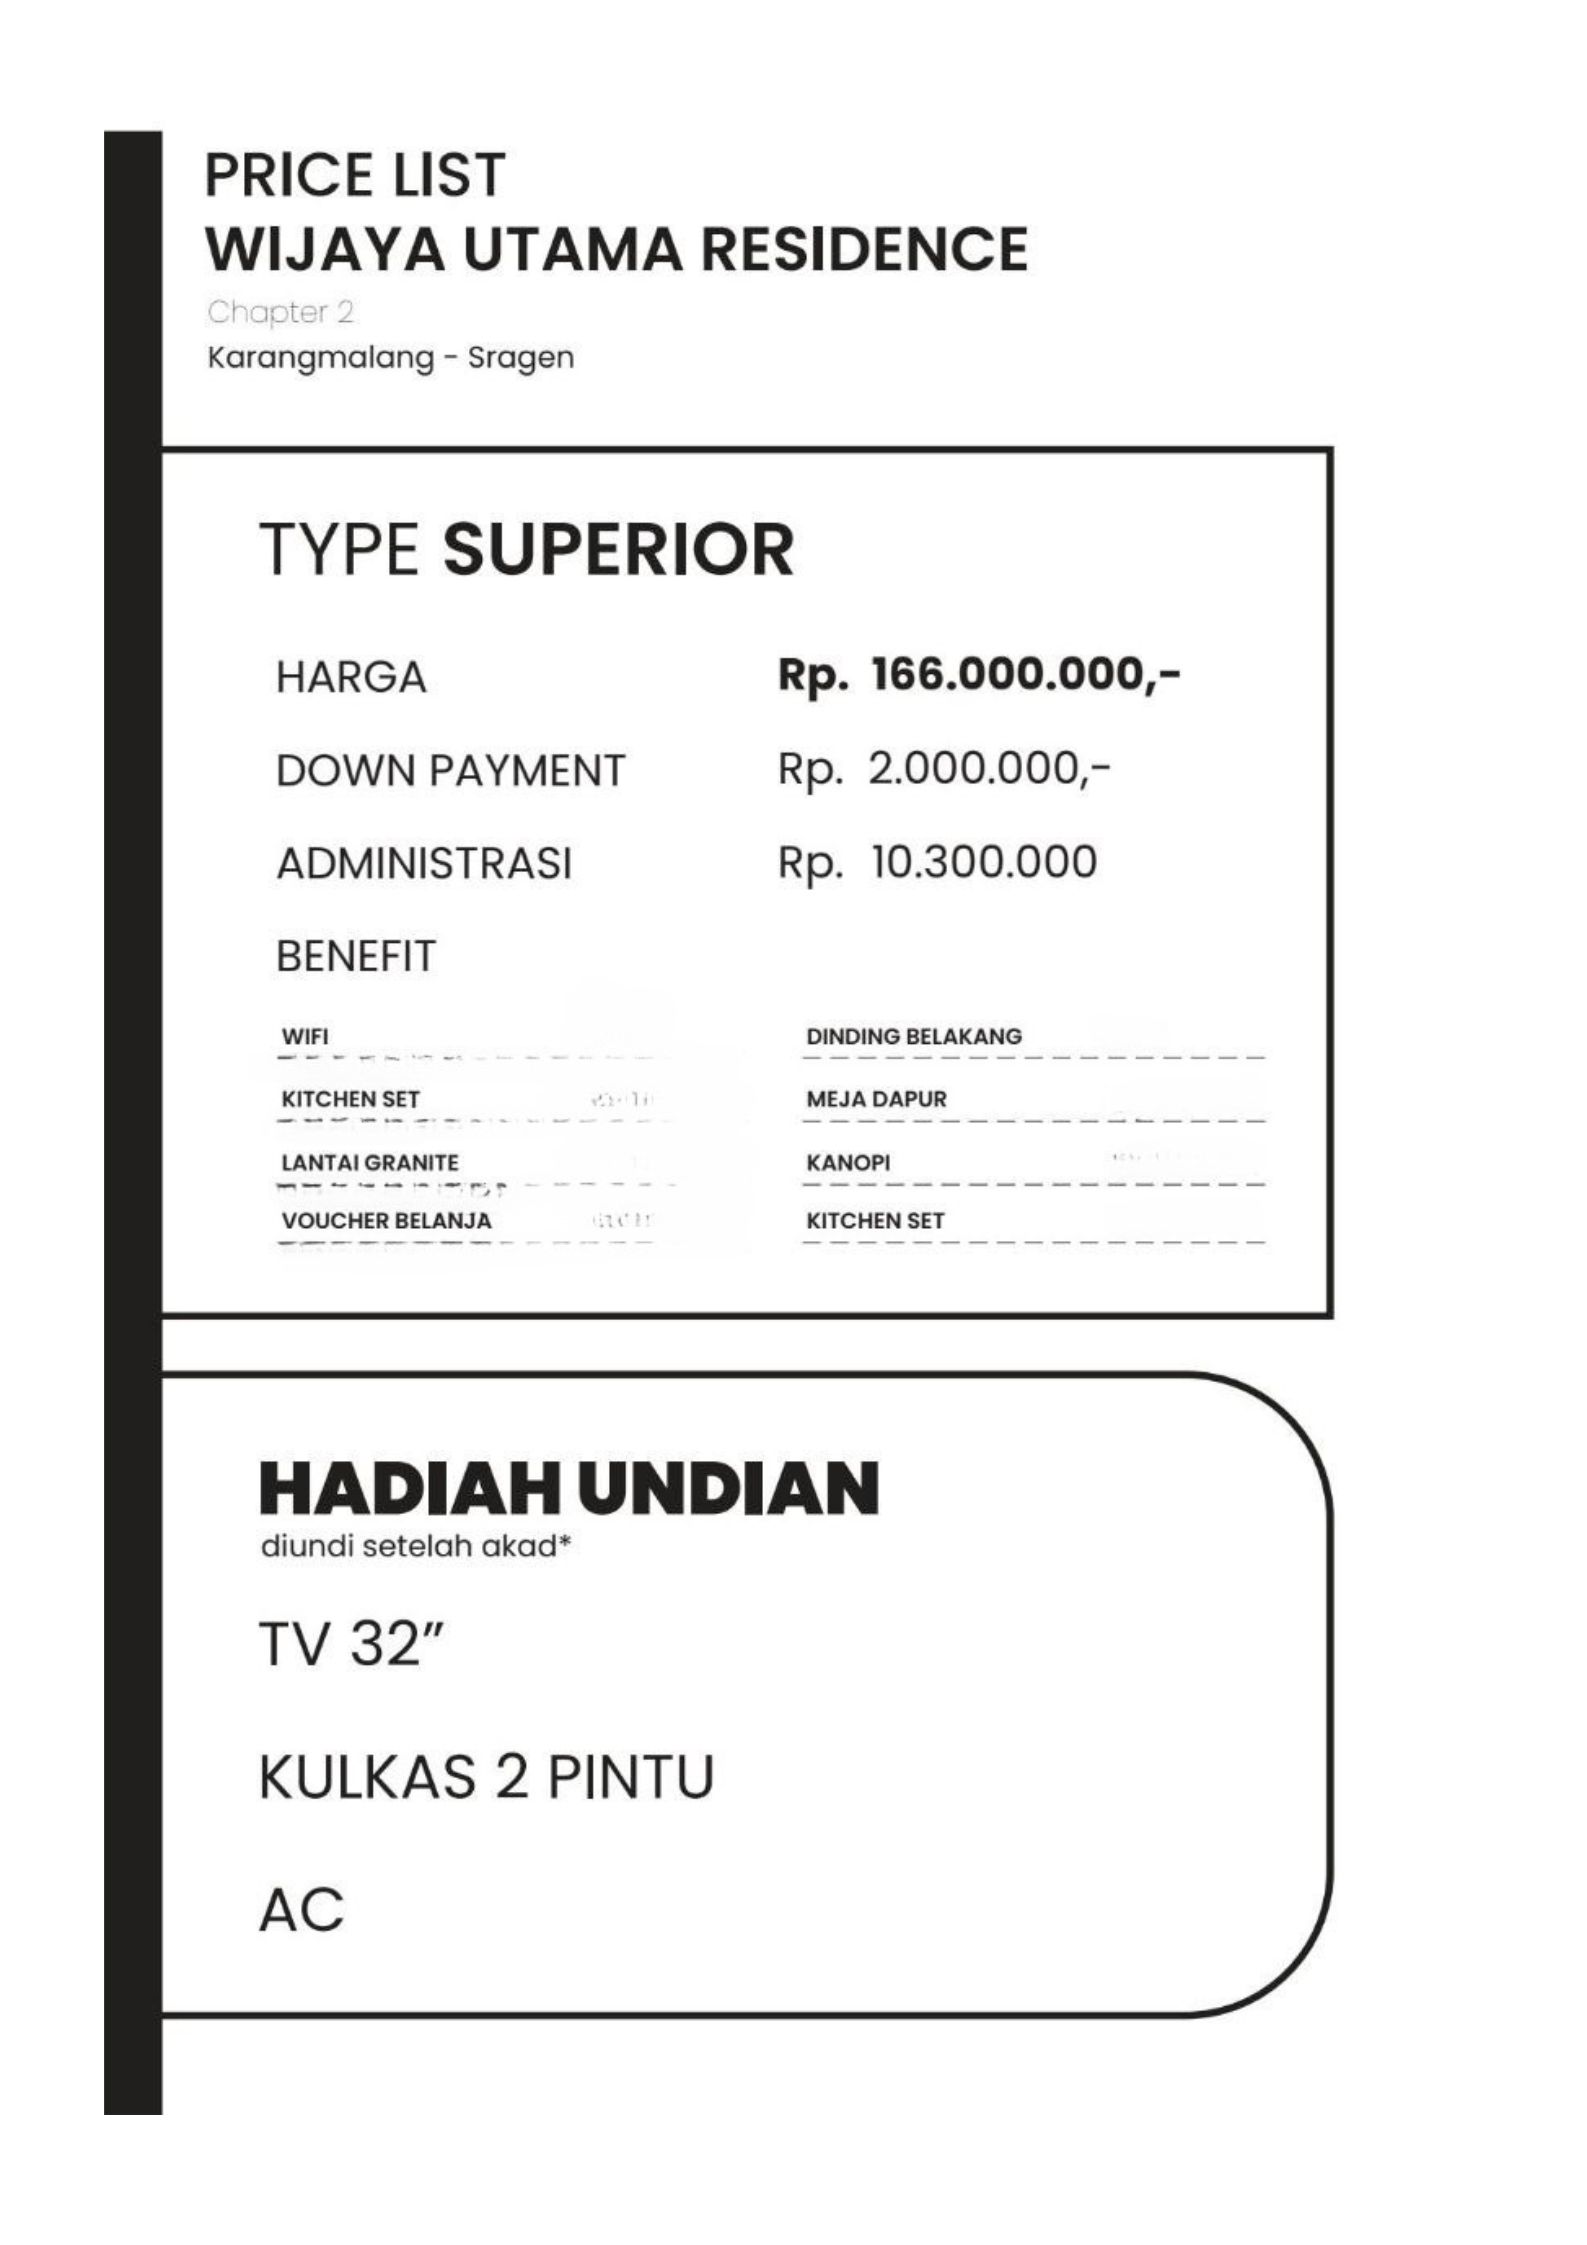 PRICE LIST
WIJAYA UTAMA RESIDENCE
Chapter 2
Karangmalang - Sragen
TYPE SUPERIOR
HARGA Rp. 166.000.000,-
DOWN PAYMENT Rp. 2.000.000,-
ADMINISTRASI Rp. 10.300.000
BENEFIT
WIFI DINDING BELAKANG
KITCHEN SET MEJA DAPUR
LANTAI GRANITE KANOPI
VOUCHER BELANJA KITCHEN SET
HADIAH UNDIAN
diundi setelah akad*
TV 32”
KULKAS 2 PINTU
AC